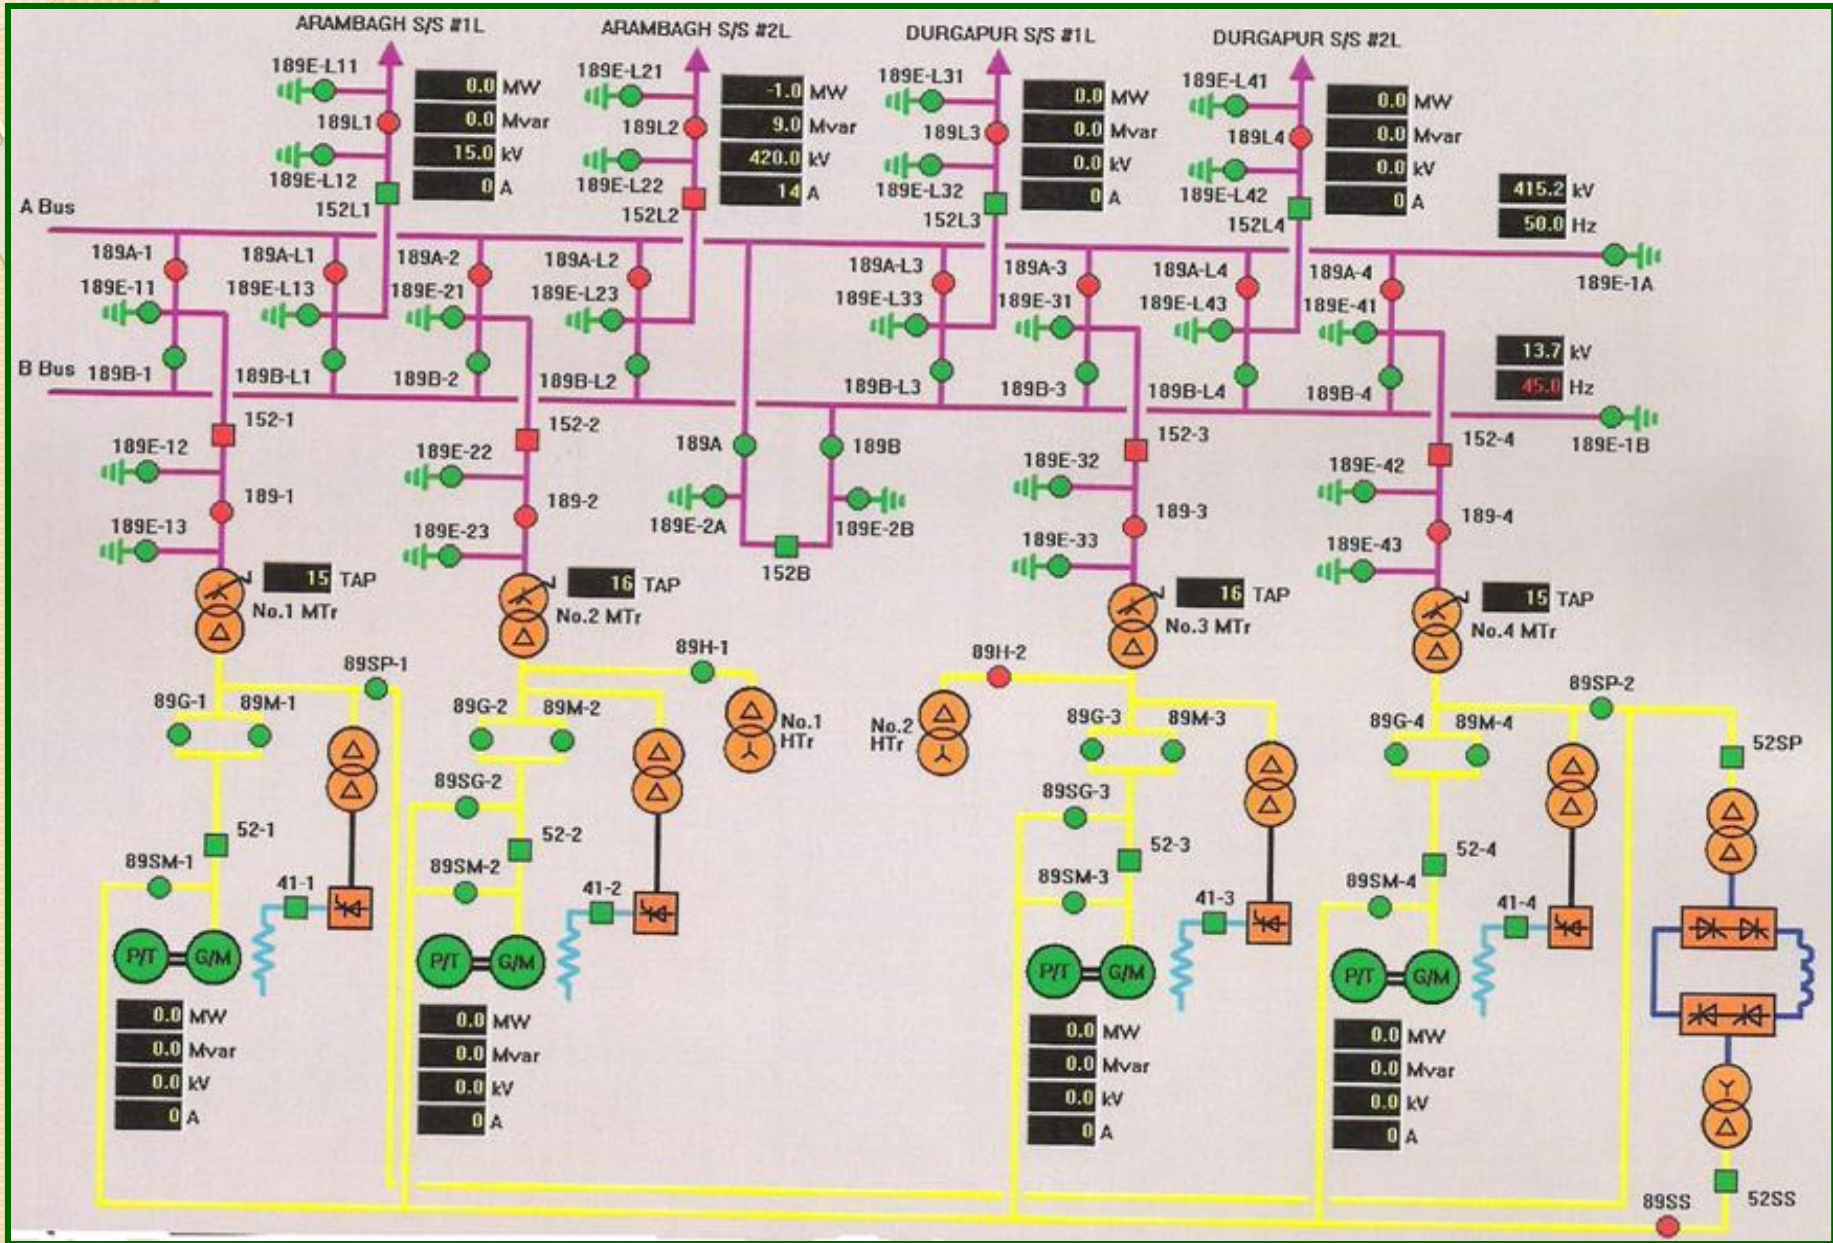 ARAMBAGH S/S #1L
ARAMBAGH S/S #2L
DURGAPUR S/S #1L
DURGAPUR S/S #2L
189E-L11
0.0 MW
189L1
0.0 Mvar
15.0 kV
189E-L12
0 A
152L1
189E-L21
-1.0 MW
189L2
9.0 Mvar
420.0 kV
189E-L22
14 A
152L2
189E-L31
0.0 MW
189L3
0.0 Mvar
0.0 kV
189E-L32
0 A
152L3
189E-L41
0.0 MW
189L4
0.0 Mvar
0.0 kV
189E-L42
0 A
152L4
415.2 kV
50.0 Hz
A Bus
189A-1
189A-L1
189A-2
189A-L2
189A-L3
189A-3
189A-L4
189A-4
189E-1A
189E-11
189E-L13
189E-21
189E-L23
189E-L33
189E-31
189E-L43
189E-41
13.7 kV
45.0 Hz
B Bus
189B-1
189B-L1
189B-2
189B-L2
189B-L3
189B-3
189B-L4
189B-4
189E-1B
152-1
152-2
152-3
152-4
189E-12
189E-22
189A
189B
189E-32
189E-42
189-1
189-2
189E-2A
189E-2B
189-3
189-4
189E-13
189E-23
152B
189E-33
189E-43
15 TAP
No.1 MTr
16 TAP
No.2 MTr
16 TAP
No.3 MTr
15 TAP
No.4 MTr
89SP-1
89H-1
89H-2
89SP-2
89G-1
89M-1
89G-2
89M-2
No.1
HTr
No.2
HTr
89G-3
89M-3
89G-4
89M-4
52SP
89SG-2
89SG-3
52-1
52-2
52-3
52-4
89SM-1
89SM-2
89SM-3
89SM-4
41-1
41-2
41-3
41-4
P/T
G/M
P/T
G/M
P/T
G/M
P/T
G/M
0.0 MW
0.0 Mvar
0.0 kV
0 A
0.0 MW
0.0 Mvar
0.0 kV
0 A
0.0 MW
0.0 Mvar
0.0 kV
0 A
0.0 MW
0.0 Mvar
0.0 kV
0 A
89SS
52SS